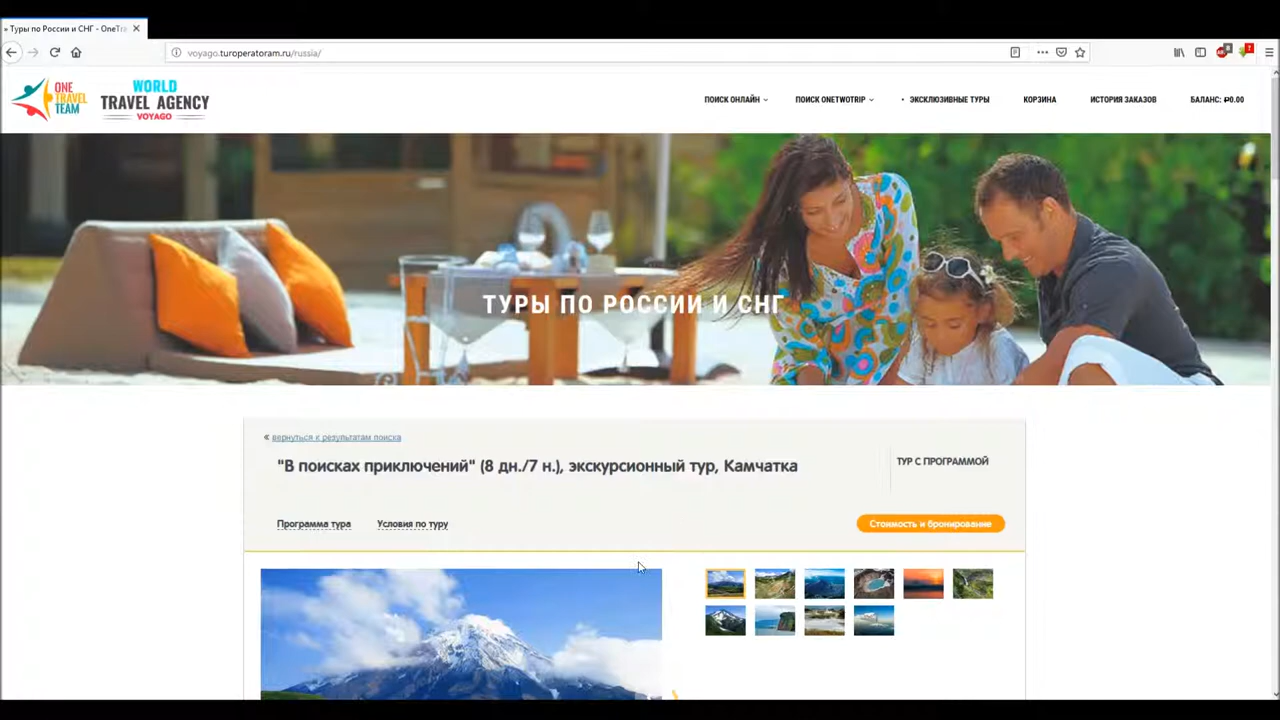 » Туры по России и СНГ - OneTra
voyago.turoperatoram.ru/russia/
ONE TRAVEL TEAM
WORLD
TRAVEL AGENCY
VOYAGO
ПОИСК ОНЛАЙН
ПОИСК ONETWOTRIP
• ЭКСКЛЮЗИВНЫЕ ТУРЫ
КОРЗИНА
ИСТОРИЯ ЗАКАЗОВ
БАЛАНС: ₽0.00
ТУРЫ ПО РОССИИ И СНГ
« вернуться к результатам поиска
"В поисках приключений" (8 дн./7 н.), экскурсионный тур, Камчатка
ТУР С ПРОГРАММОЙ
Программа тура
Условия по туру
Стоимость и бронирование